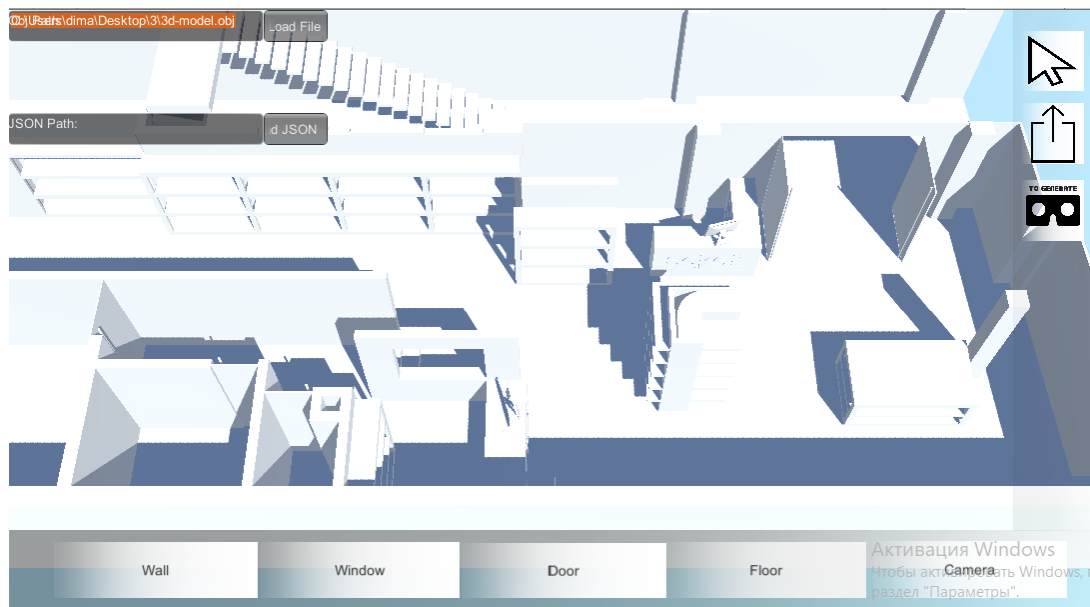 C:\Users\dima\Desktop\3\3d-model.obj
Load File
JSON Path:
d JSON
TO GENERATE
Wall
Window
Door
Floor
Camera
Активация Windows
Чтобы активировать Windows,
раздел "Параметры".